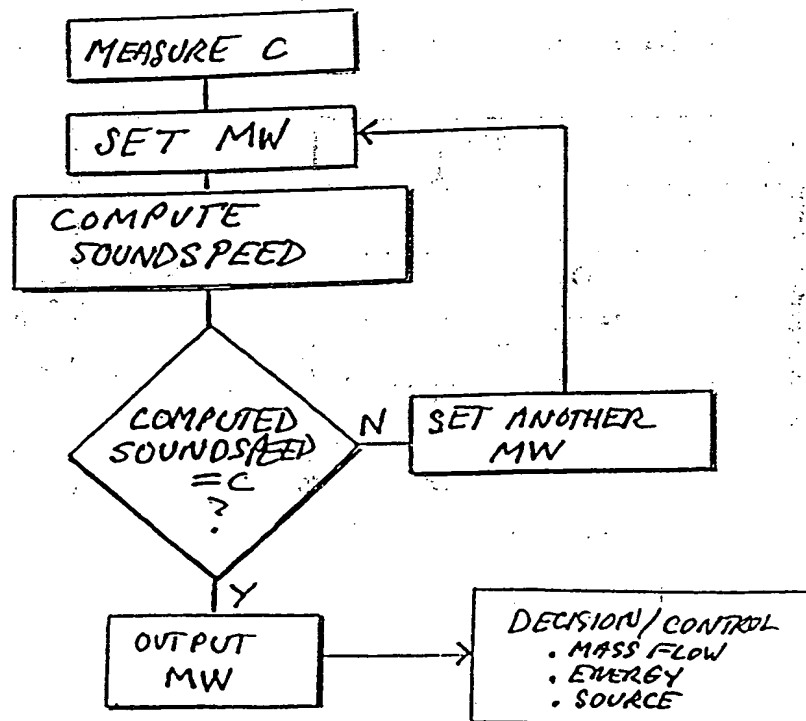 MEASURE C
SET MW
COMPUTE
SOUNDSPEED
COMPUTED
SOUNDSPEED
=C
?
N
SET ANOTHER
MW
Y
OUTPUT
MW
DECISION/CONTROL
. MASS FLOW
. ENERGY
. SOURCE